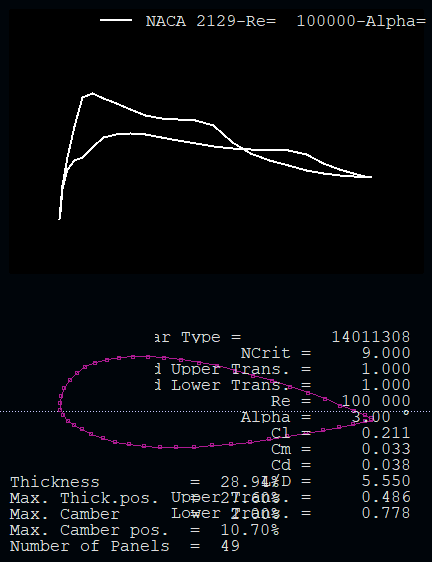 NACA 2129-Re= 100000-Alpha=
ar Type = 14011308
NCrit = 9.000
d Upper Trans. = 1.000
d Lower Trans. = 1.000
Re = 100 000
Alpha = 3.00 °
Cl = 0.211
Cm = 0.033
Cd = 0.038
L/D = 5.550
Upper Trans. = 0.486
Lower Trans. = 0.778
Thickness = 28.94%
Max. Thick.pos. = 27.60%
Max. Camber = 2.00%
Max. Camber pos. = 10.70%
Number of Panels = 49